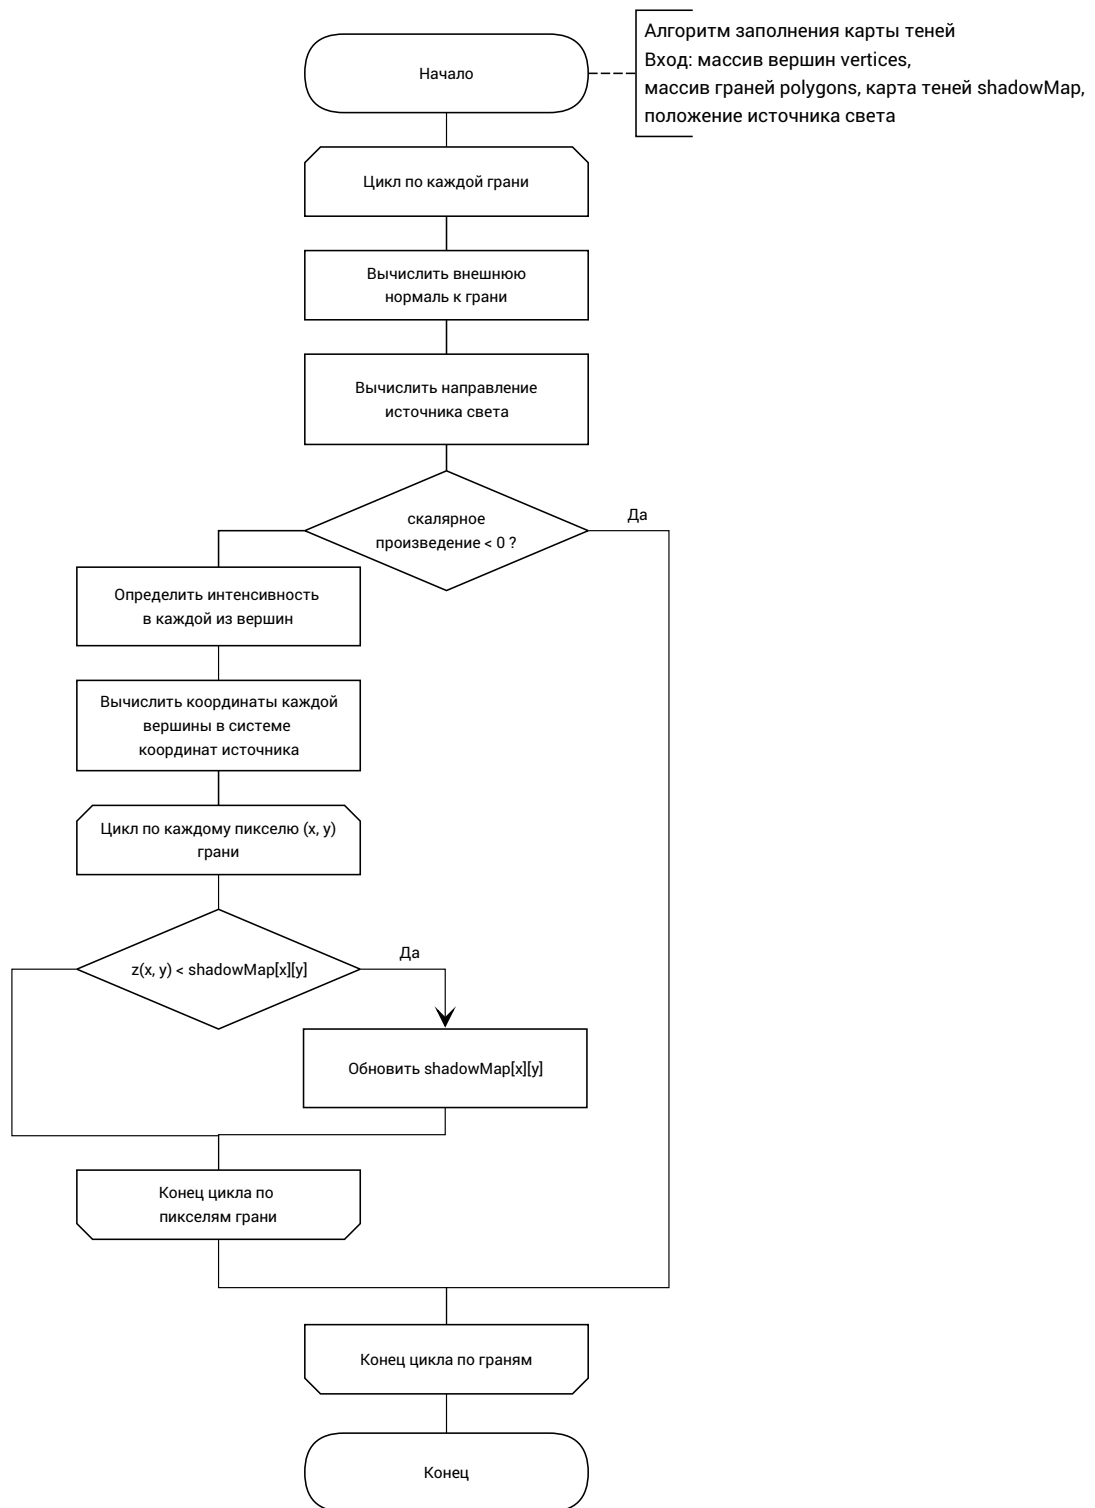 Начало
Алгоритм заполнения карты теней
Вход: массив вершин vertices,
массив граней polygons, карта теней shadowMap,
положение источника света
Цикл по каждой грани
Вычислить внешнюю
нормаль к грани
Вычислить направление
источника света
скалярное
произведение < 0 ?
Да
Определить интенсивность
в каждой из вершин
Вычислить координаты каждой
вершины в системе
координат источника
Цикл по каждому пикселю (x, y)
грани
z(x, y) < shadowMap[x][y]
Да
Обновить shadowMap[x][y]
Конец цикла по
пикселям грани
Конец цикла по граням
Конец